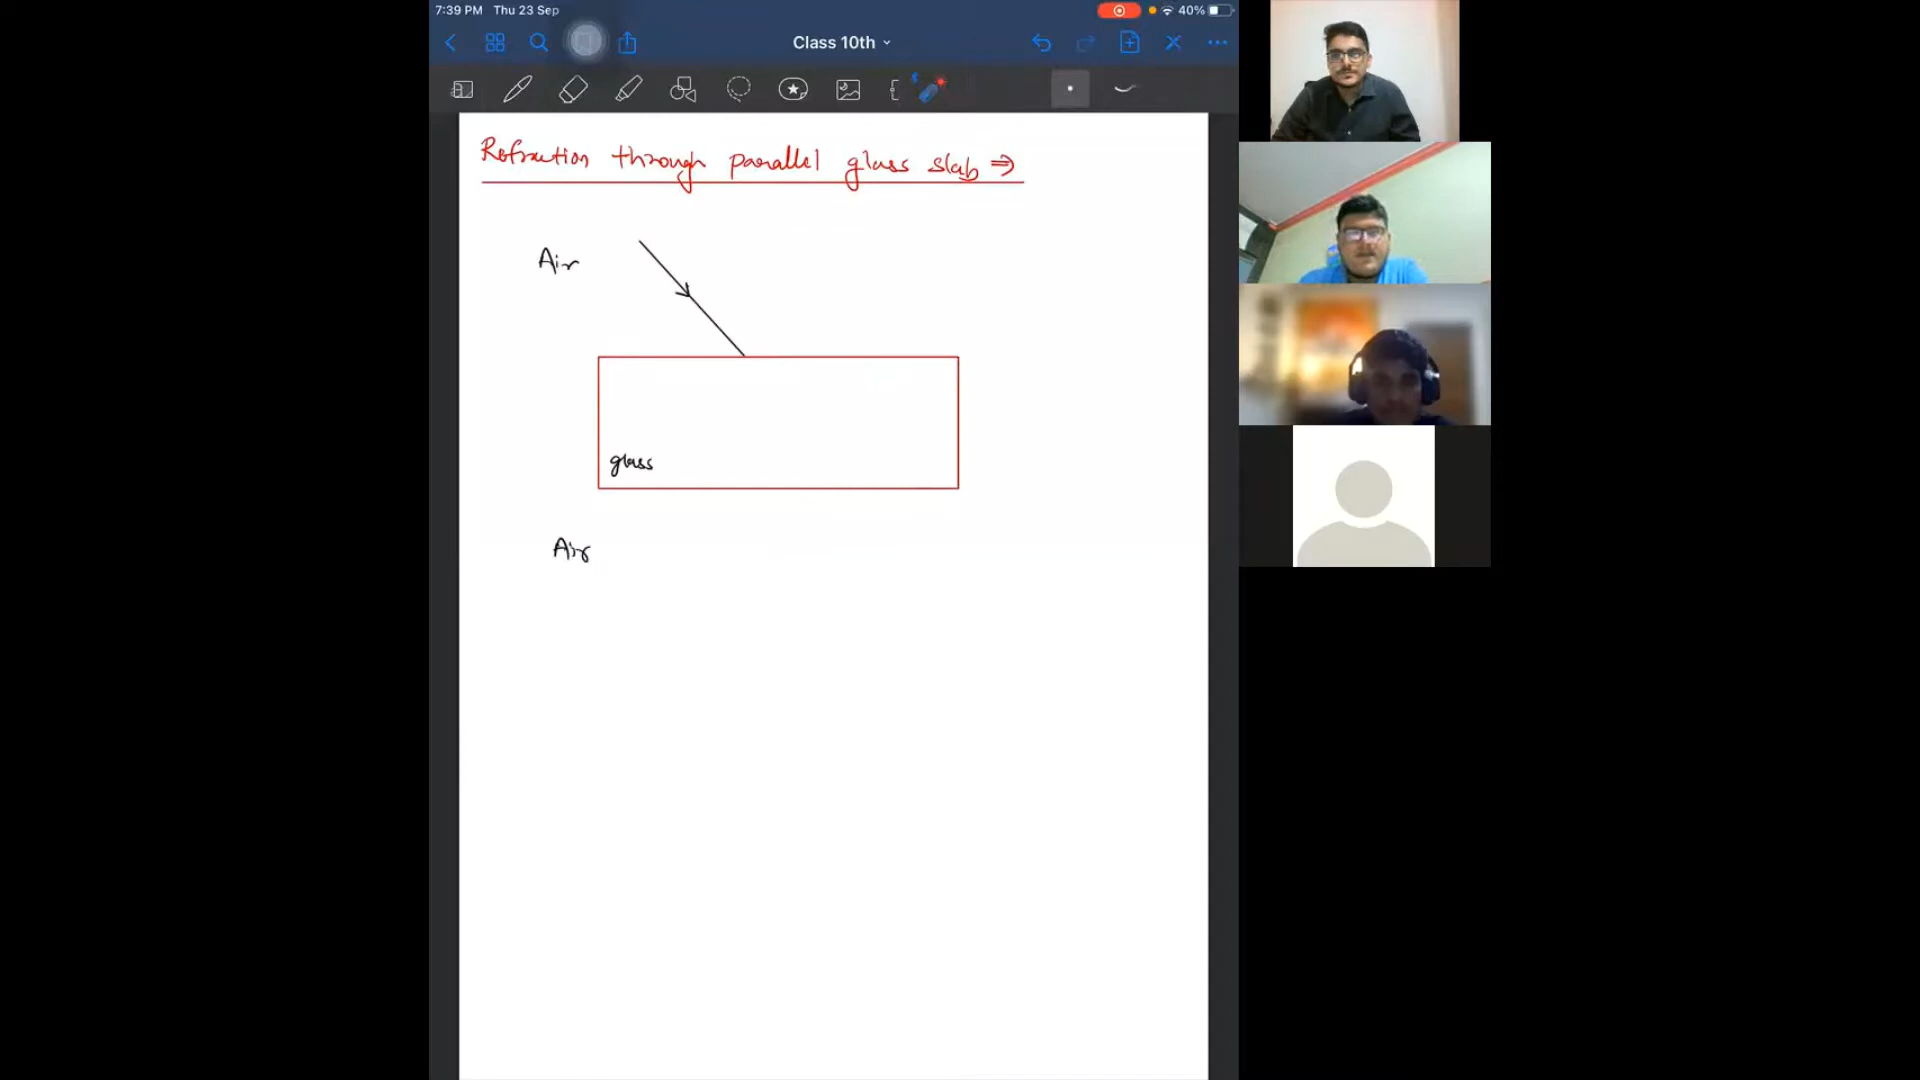 7:39 PM Thu 23 Sep
40%
Class 10th
Refraction through parallel glass slab ⇒
Air
glass
Air